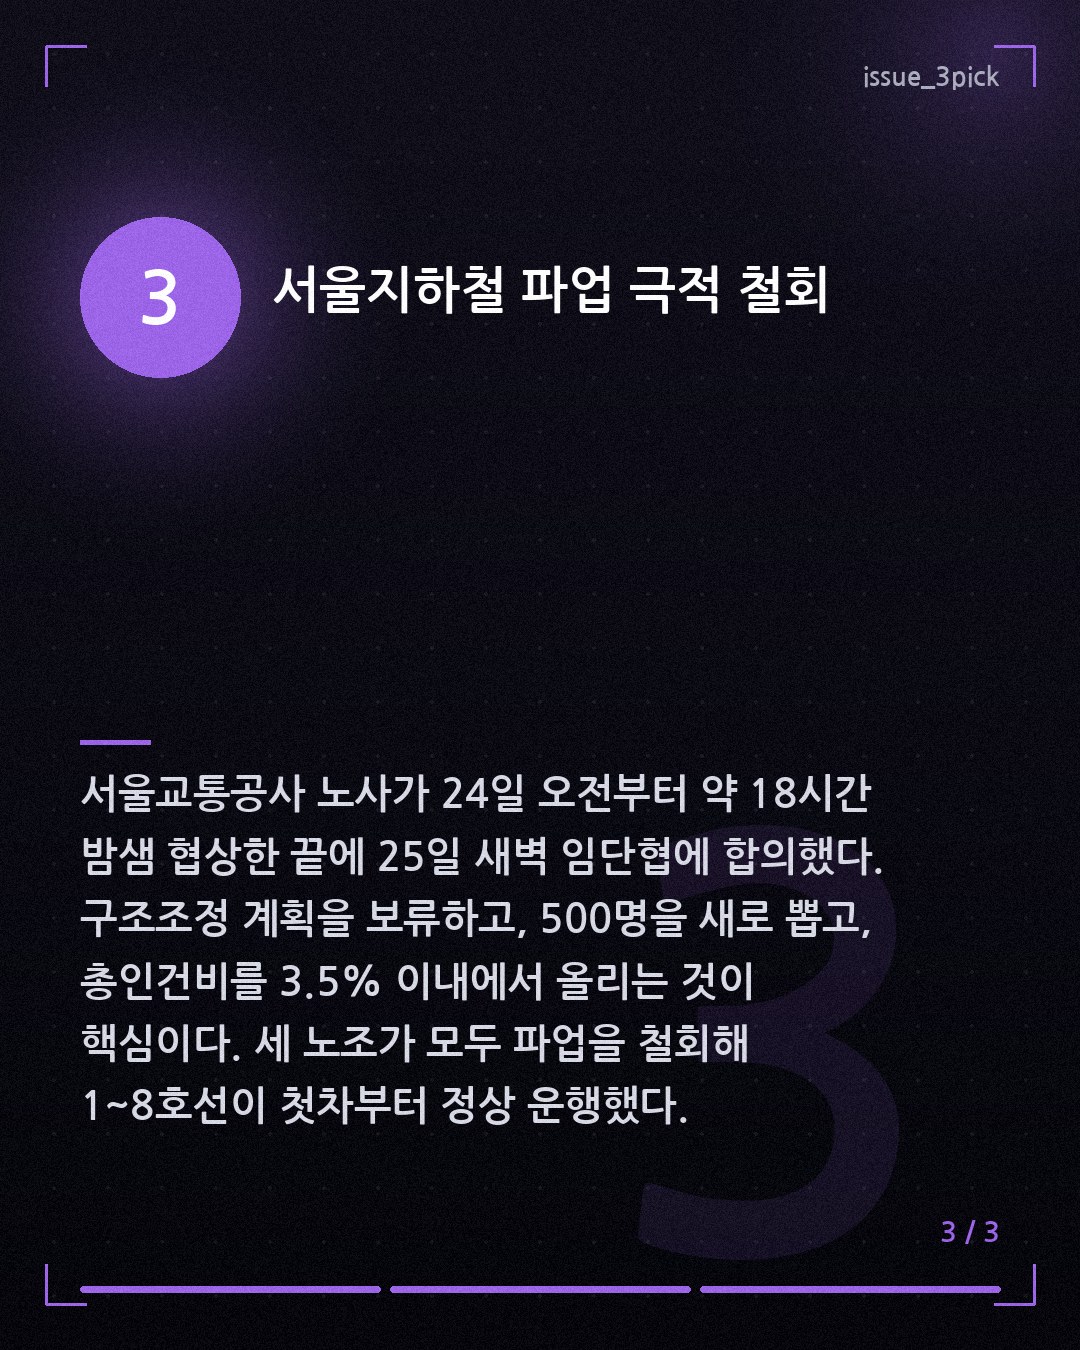 issue_3pick
3
서울지하철 파업 극적 철회
서울교통공사 노사가 24일 오전부터 약 18시간
밤샘 협상한 끝에 25일 새벽 임단협에 합의했다.
구조조정 계획을 보류하고, 500명을 새로 뽑고,
총인건비를 3.5% 이내에서 올리는 것이
핵심이다. 세 노조가 모두 파업을 철회해
1~8호선이 첫차부터 정상 운행했다.
3
3 / 3